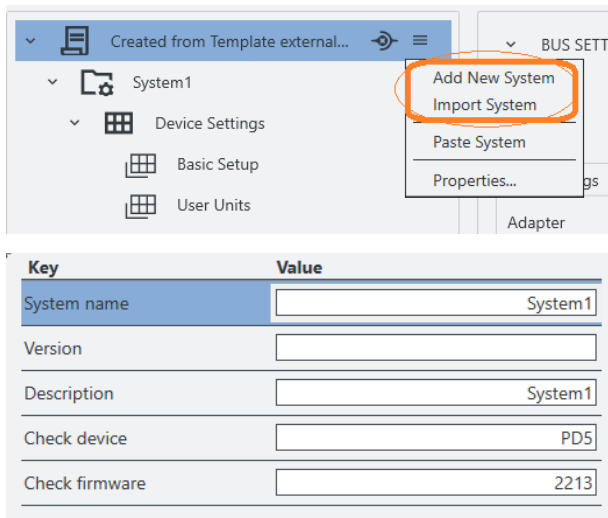 Created from Template external...
BUS SETT
System1
Add New System
Import System
Device Settings
Paste System
Basic Setup
Properties...
gs
User Units
Adapter
Key Value
System name System1
Version
Description System1
Check device PD5
Check firmware 2213